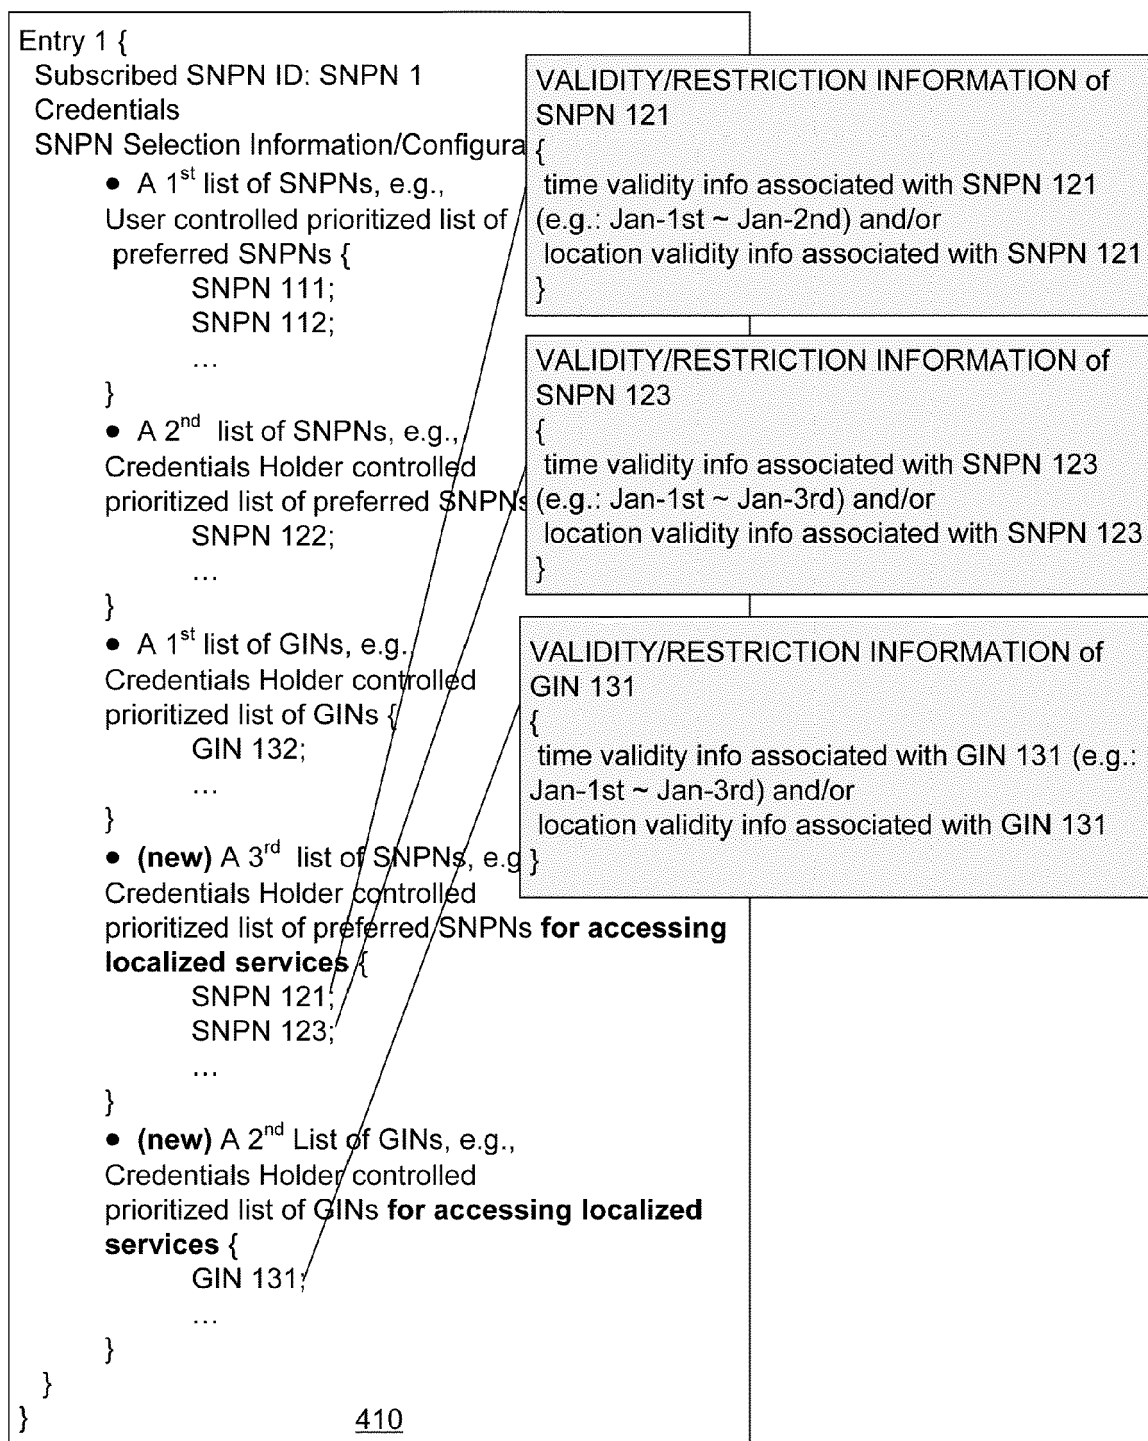 Entry 1 {
Subscribed SNPN ID: SNPN 1
Credentials
SNPN Selection Information/Configura
• A 1st list of SNPNs, e.g.,
User controlled prioritized list of
preferred SNPNs {
SNPN 111;
SNPN 112;
...
}
• A 2nd list of SNPNs, e.g.,
Credentials Holder controlled
prioritized list of preferred SNPNs
SNPN 122;
...
}
• A 1st list of GINs, e.g.,
Credentials Holder controlled
prioritized list of GINs {
GIN 132;
...
}
• (new) A 3rd list of SNPNs, e.g
Credentials Holder controlled
prioritized list of preferred SNPNs for accessing
localized services {
SNPN 121;
SNPN 123;
...
}
• (new) A 2nd List of GINs, e.g.,
Credentials Holder controlled
prioritized list of GINs for accessing localized
services {
GIN 131;
...
}
}
}
410
VALIDITY/RESTRICTION INFORMATION of
SNPN 121
{
time validity info associated with SNPN 121
(e.g.: Jan-1st ~ Jan-2nd) and/or
location validity info associated with SNPN 121
}
VALIDITY/RESTRICTION INFORMATION of
SNPN 123
{
time validity info associated with SNPN 123
(e.g.: Jan-1st ~ Jan-3rd) and/or
location validity info associated with SNPN 123
}
VALIDITY/RESTRICTION INFORMATION of
GIN 131
{
time validity info associated with GIN 131 (e.g.:
Jan-1st ~ Jan-3rd) and/or
location validity info associated with GIN 131
}